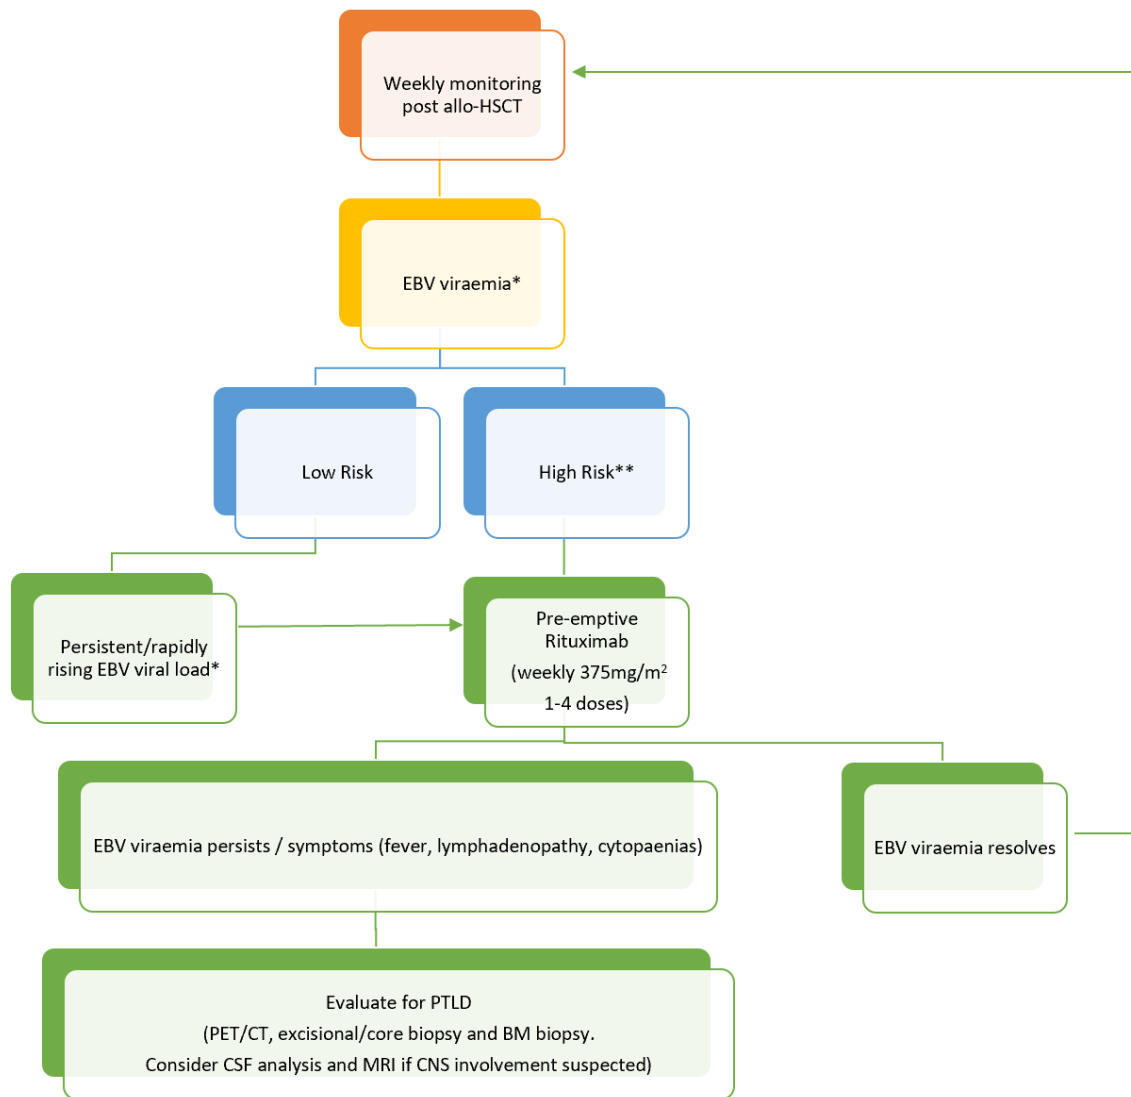 Weekly monitoring
post allo-HSCT
EBV viraemia*
Low Risk
High Risk**
Persistent/rapidly
rising EBV viral load*
Pre-emptive
Rituximab
(weekly 375mg/m²
1-4 doses)
EBV viraemia persists / symptoms (fever, lymphadenopathy, cytopaenias)
EBV viraemia resolves
Evaluate for PTLD
(PET/CT, excisional/core biopsy and BM biopsy.
Consider CSF analysis and MRI if CNS involvement suspected)